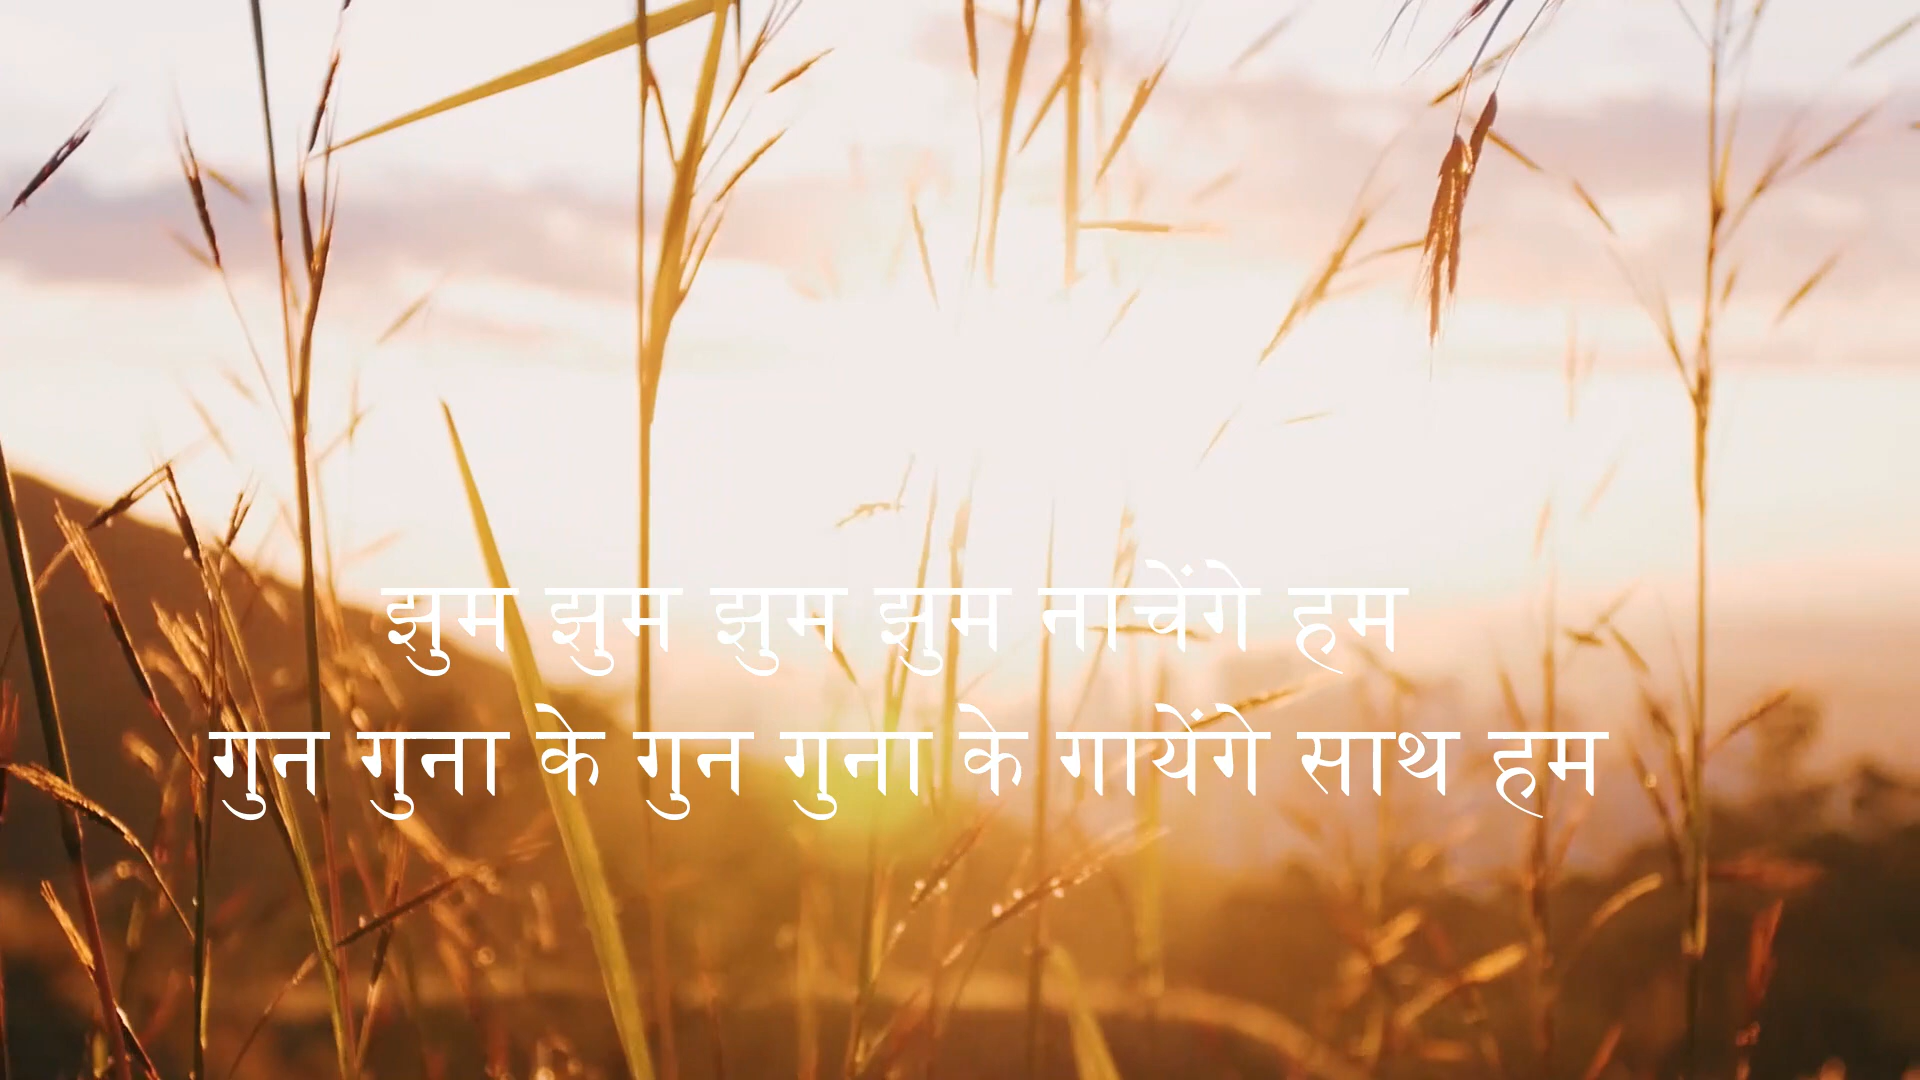 झुम झुम झुम झुम नाचेंगे हम
गुन गुना के गुन गुना के गायेंगे साथ हम